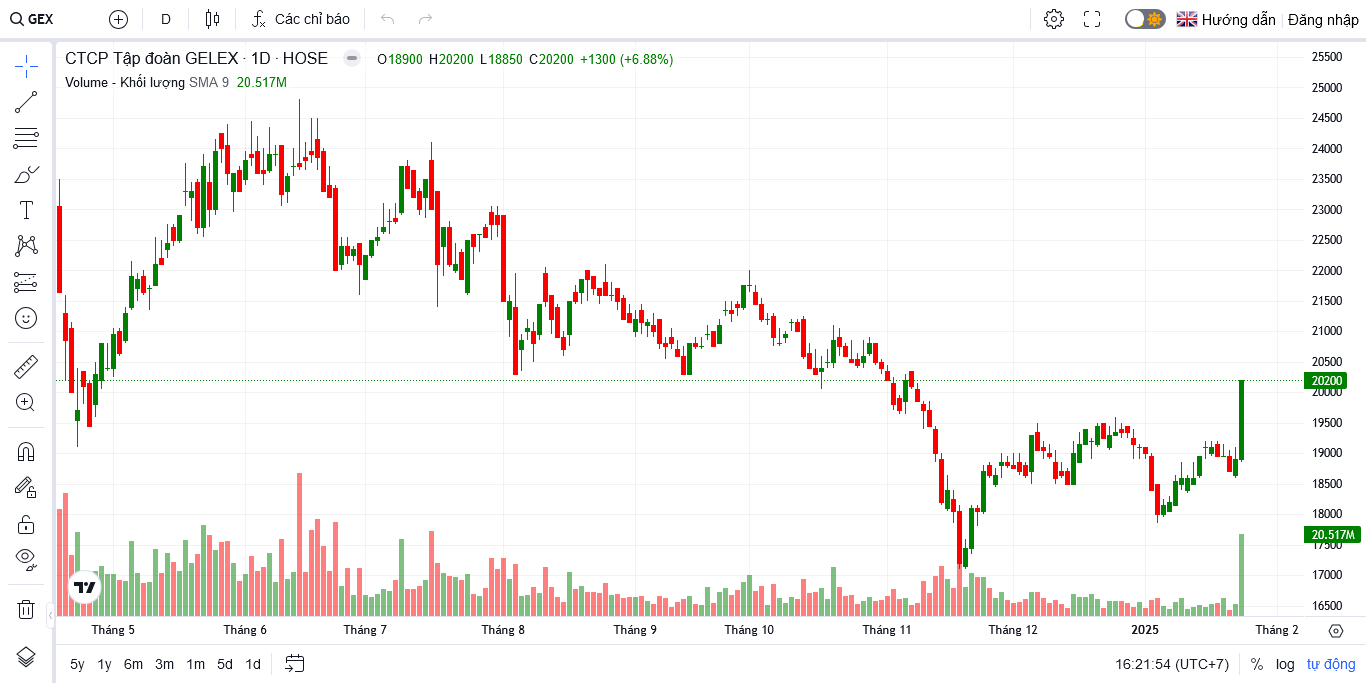 GEX
D
Các chỉ báo
Hướng dẫn
Đăng nhập
CTCP Tập đoàn GELEX · 1D · HOSE
O18900 H20200 L18850 C20200 +1300 (+6.88%)
Volume - Khối lượng SMA 9 20.517M
25500
25000
24500
24000
23500
23000
22500
22000
21500
21000
20500
20200
20000
19500
19000
18500
18000
20.517M
17500
17000
16500
Tháng 5 Tháng 6 Tháng 7 Tháng 8 Tháng 9 Tháng 10 Tháng 11 Tháng 12 2025 Tháng 2
5y 1y 6m 3m 1m 5d 1d
16:21:54 (UTC+7) % log tự động